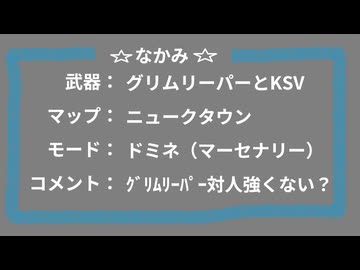 ☆ なかみ ☆
武器： グリムリーパーとKSV
マップ： ニュークタウン
モード： ドミネ（マーセナリー）
コメント： ｸﾞﾘﾑﾘｰﾊﾟｰ対人強くない？